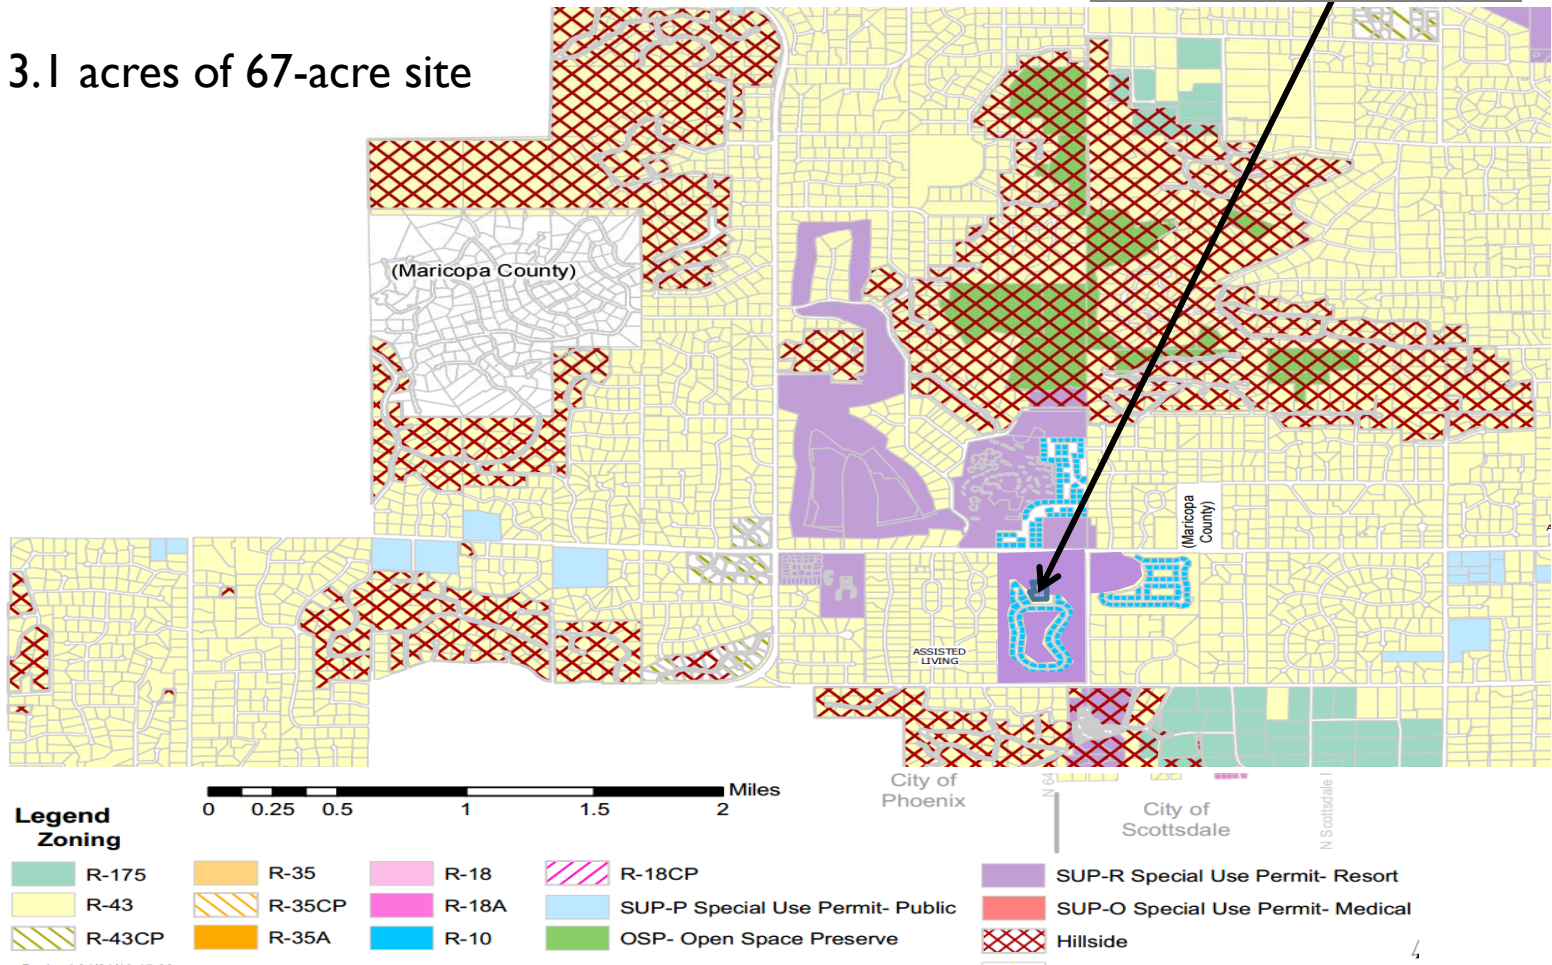 3.1 acres of 67-acre site
(Maricopa County)
(Maricopa
County)
ASSISTED
LIVING
A
Miles
0 0.25 0.5 1 1.5 2
City of
Phoenix
N 64
City of
Scottsdale
N Scottsdale
Legend
Zoning
R-175
R-43
R-43CP
R-35
R-35CP
R-35A
R-18
R-18A
R-10
R-18CP
SUP-P Special Use Permit- Public
OSP- Open Space Preserve
SUP-R Special Use Permit- Resort
SUP-O Special Use Permit- Medical
Hillside